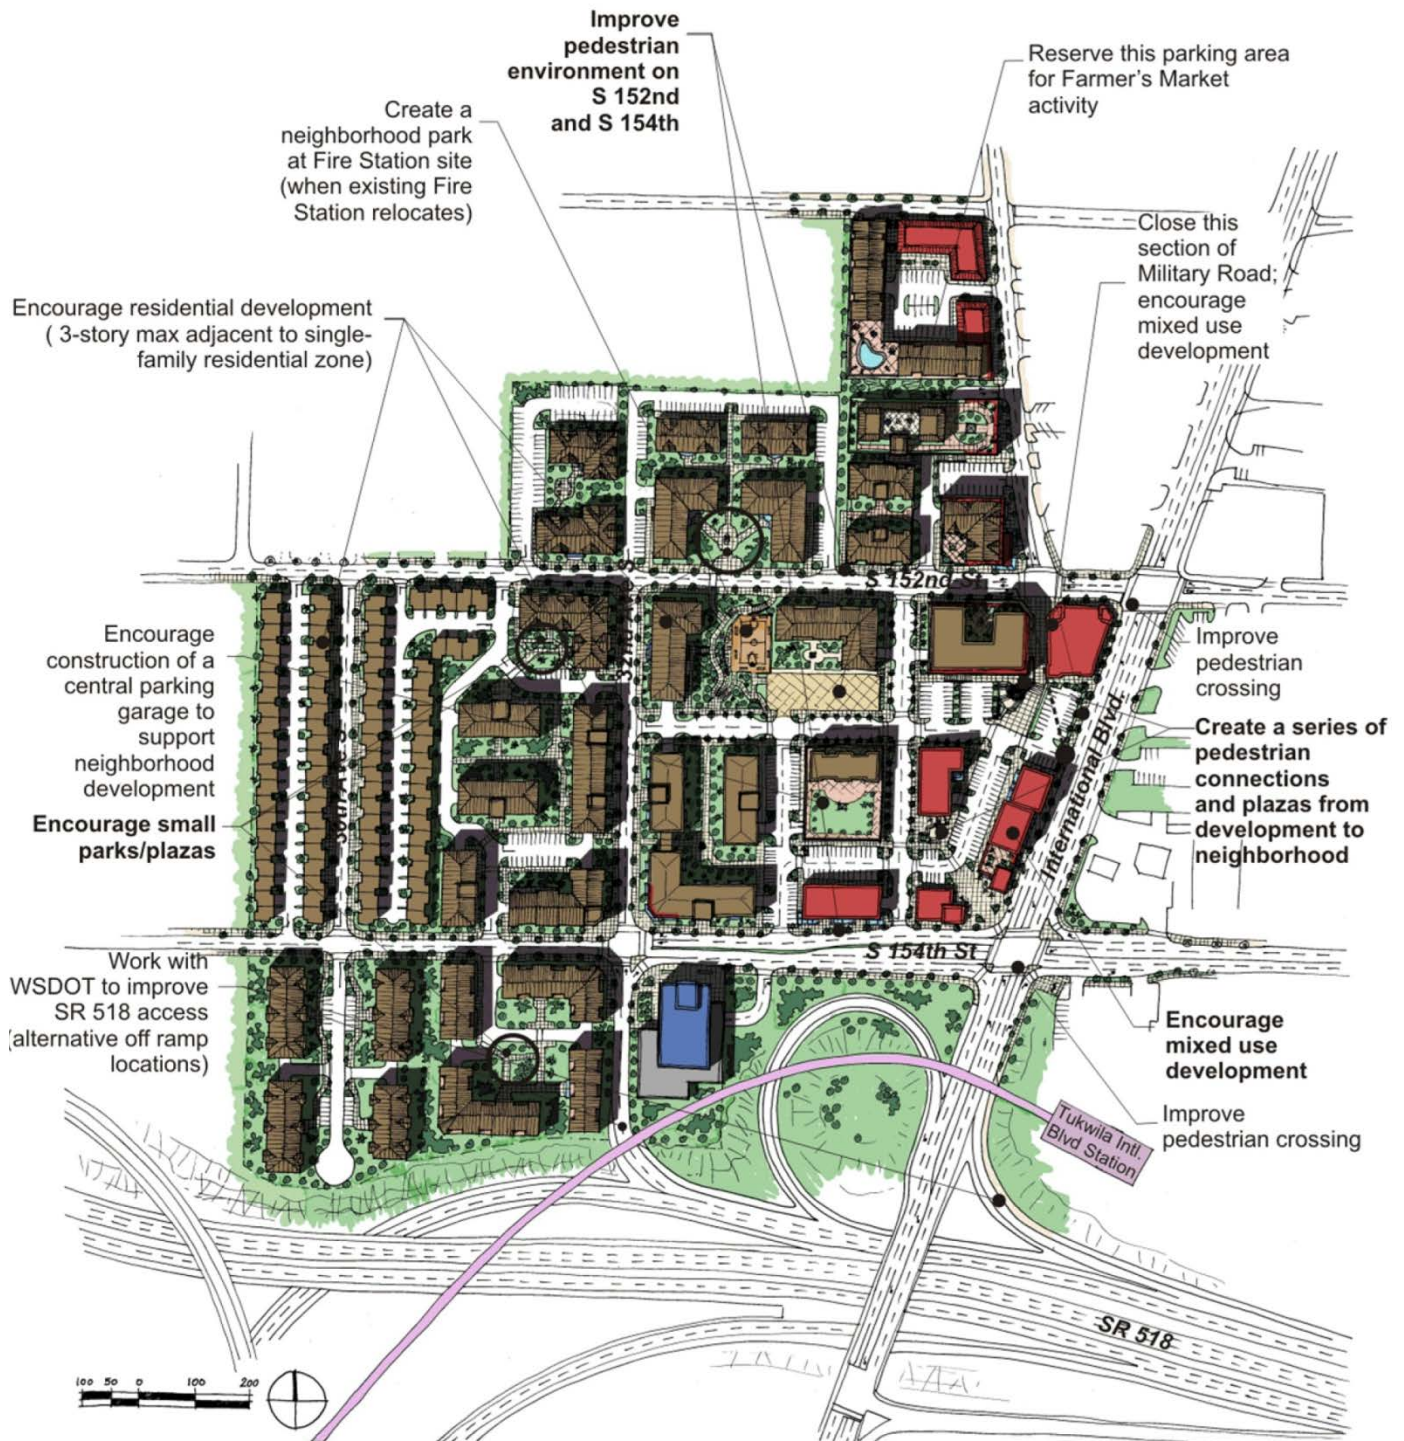 Improve
pedestrian
environment on
S 152nd
and S 154th
Reserve this parking area
for Farmer's Market
activity
Create a
neighborhood park
at Fire Station site
(when existing Fire
Station relocates)
Close this
section of
Military Road;
encourage
mixed use
development
Encourage residential development
( 3-story max adjacent to single-
family residential zone)
S 152nd St
32nd Ave S
Encourage
construction of a
central parking
garage to
support
neighborhood
development
Improve
pedestrian
crossing
Create a series of
pedestrian
connections
and plazas from
development to
neighborhood
International Blvd.
30th Ave S
Encourage small
parks/plazas
S 154th St
Work with
WSDOT to improve
SR 518 access
(alternative off ramp
locations)
Encourage
mixed use
development
Improve
pedestrian crossing
Tukwila Intl.
Blvd Station
SR 518
100 50 0 100 200